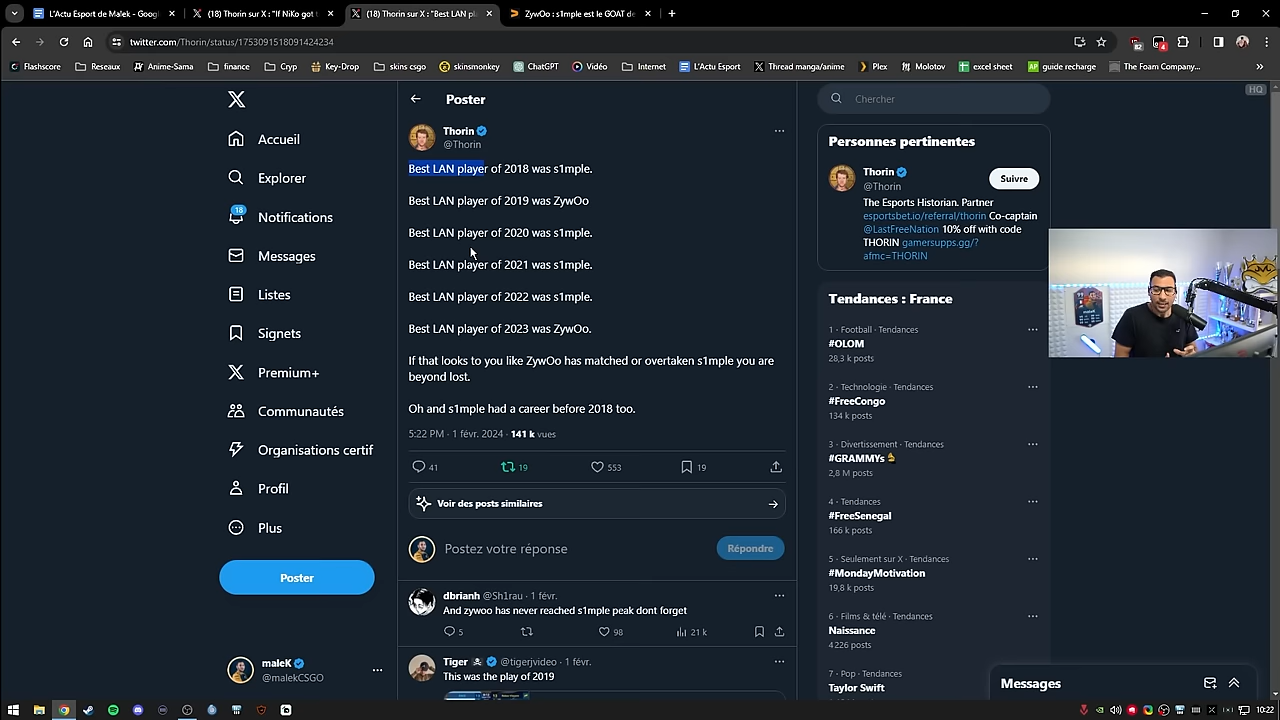 L'Actu Esport de Malek - Googl
(18) Thorin sur X : "If NiKo got t
(18) Thorin sur X : "Best LAN pl
ZywOo : s1mple est le GOAT de
twitter.com/Thorin/status/1753091518091424234
Flashscore
Reseaux
Anime-Sama
finance
Cryp
Key-Drop
skins csgo
skinsmonkey
ChatGPT
Vidéo
Internet
L'Actu Esport
Thread manga/anime
Plex
Molotov
excel sheet
guide recharge
The Foam Company...
HQ
Accueil
Explorer
18
Notifications
Messages
Listes
Signets
Premium+
Communautés
Organisations certif
Profil
Plus
Poster
maleK
@malekCSGO
Poster
Thorin
@Thorin
Best LAN player of 2018 was s1mple.
Best LAN player of 2019 was ZywOo
Best LAN player of 2020 was s1mple.
Best LAN player of 2021 was s1mple.
Best LAN player of 2022 was s1mple.
Best LAN player of 2023 was ZywOo.
If that looks to you like ZywOo has matched or overtaken s1mple you are
beyond lost.
Oh and s1mple had a career before 2018 too.
5:22 PM · 1 févr. 2024 · 141 k vues
41
19
553
19
Voir des posts similaires
Postez votre réponse
Répondre
dbrianh @Sh1rau · 1 févr.
And zywoo has never reached s1mple peak dont forget
5
98
21 k
Tiger @tigerjvideo · 1 févr.
This was the play of 2019
Chercher
Personnes pertinentes
Thorin
@Thorin
Suivre
The Esports Historian. Partner
esportsbet.io/referral/thorin Co-captain
@LastFreeNation 10% off with code
THORIN gamersupps.gg/?
afmc=THORIN
Tendances : France
1 · Football · Tendances
#OLOM
28,3 k posts
2 · Technologie · Tendances
#FreeCongo
134 k posts
3 · Divertissement · Tendances
#GRAMMYs
2,8 M posts
4 · Tendances
#FreeSenegal
166 k posts
5 · Seulement sur X · Tendances
#MondayMotivation
19,8 k posts
6 · Films & télé · Tendances
Naissance
4 226 posts
7 · Pop · Tendances
Taylor Swift
Messages
10:22